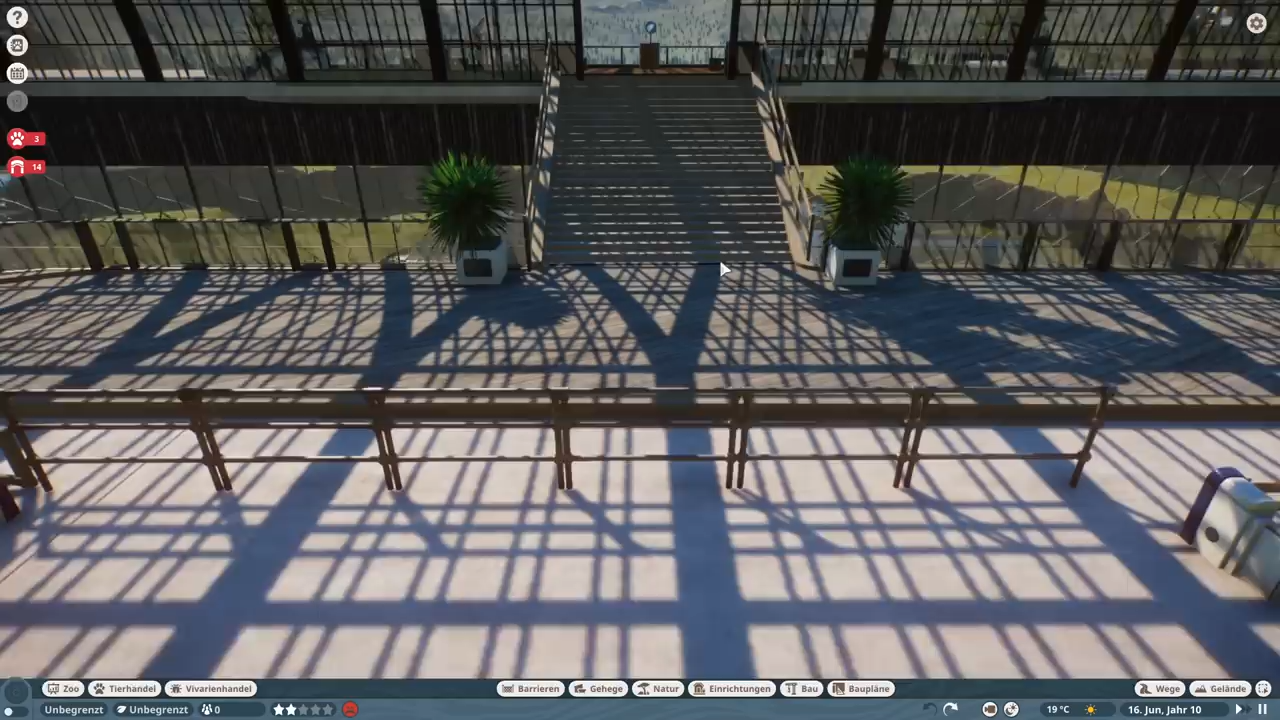 3
14
Zoo
Tierhandel
Vivarienhandel
Barrieren
Gehege
Natur
Einrichtungen
Bau
Baupläne
Wege
Gelände
Unbegrenzt
Unbegrenzt
0
19 °C
16. Jun, Jahr 10